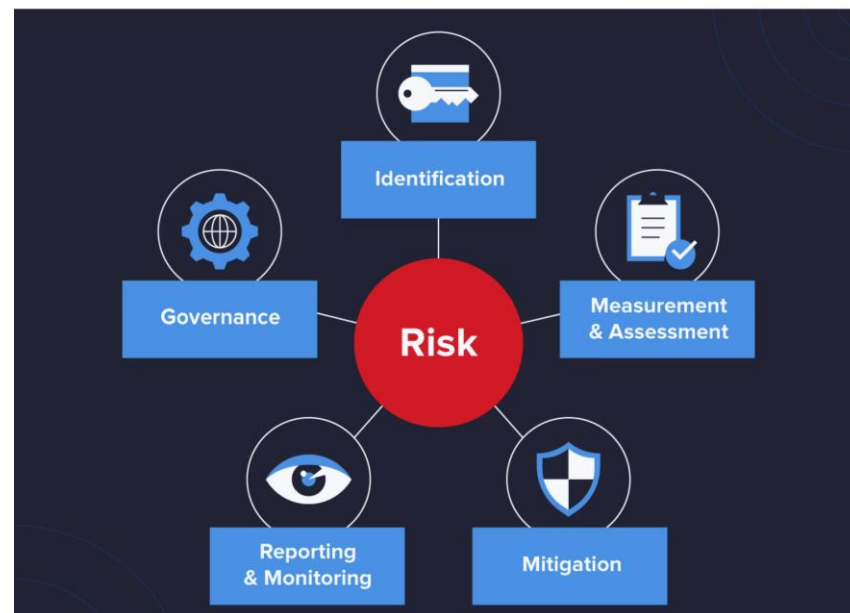 Identification
Measurement
& Assessment
Governance
Risk
Reporting
& Monitoring
Mitigation